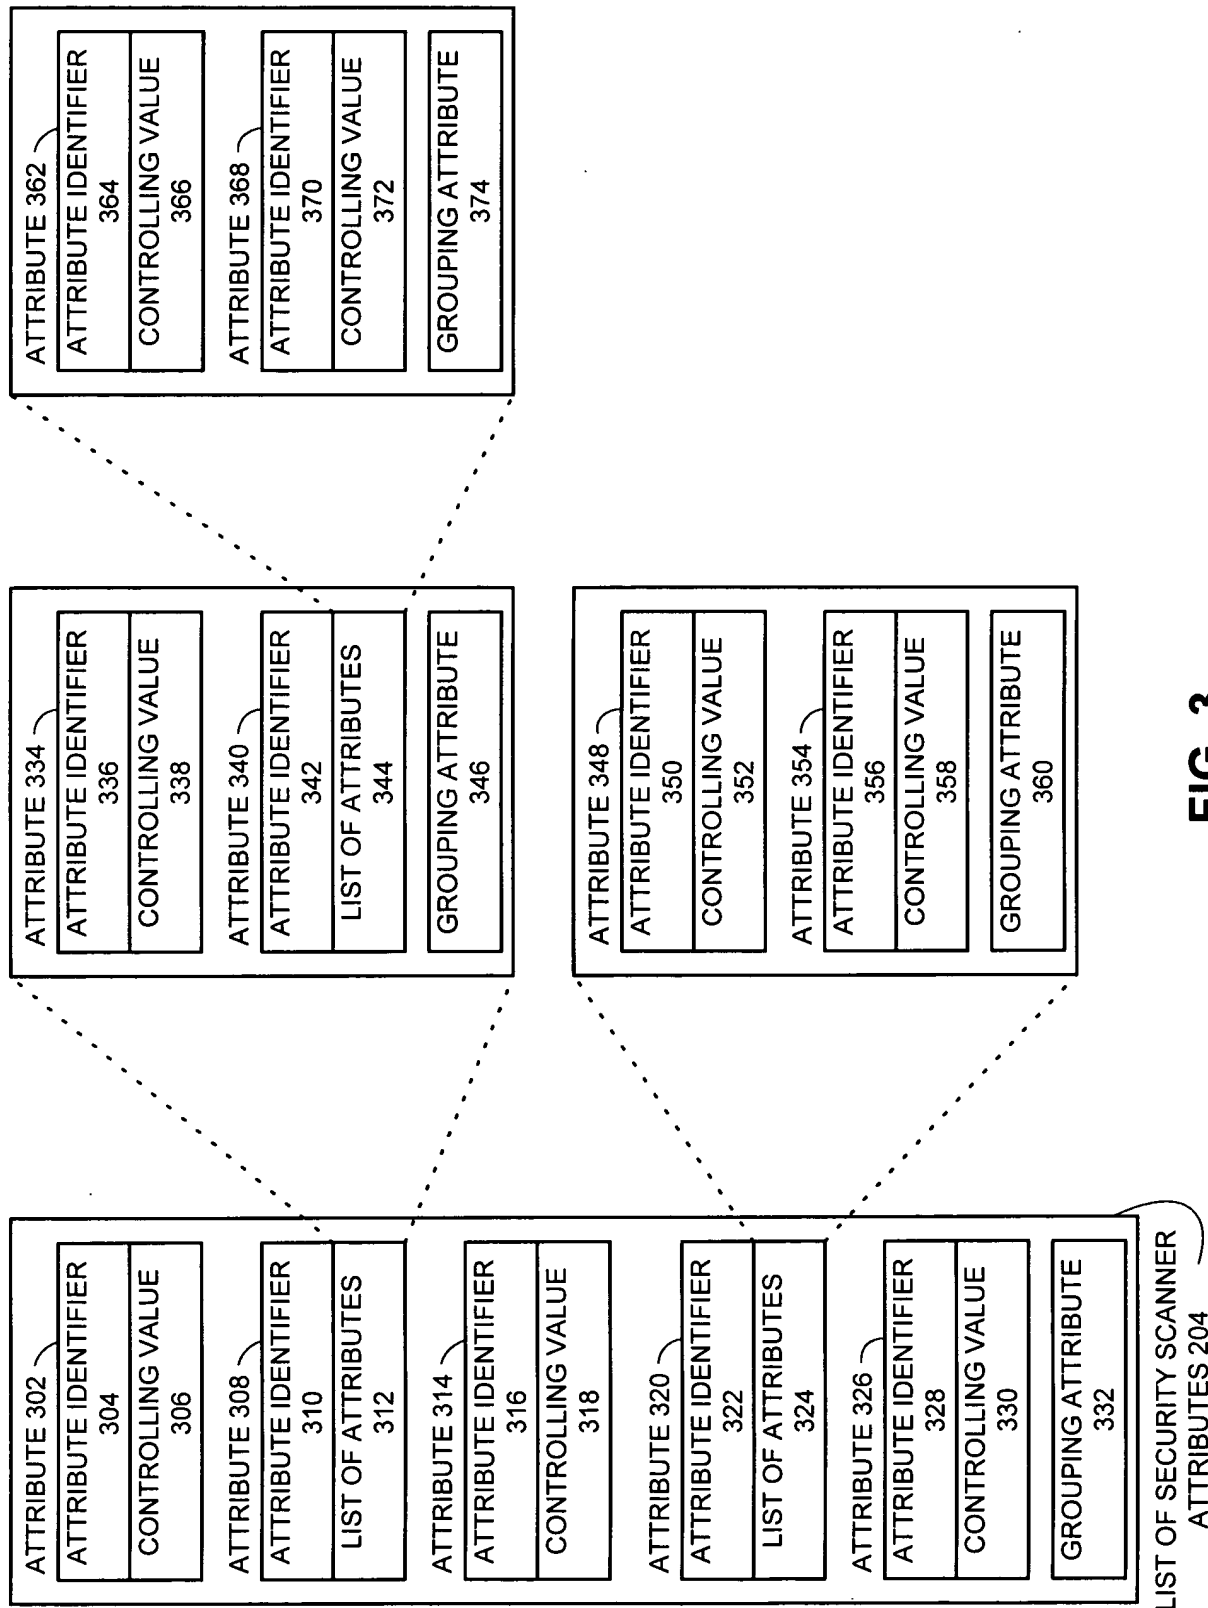 ATTRIBUTE 302
ATTRIBUTE IDENTIFIER
304
CONTROLLING VALUE
306
ATTRIBUTE 308
ATTRIBUTE IDENTIFIER
310
LIST OF ATTRIBUTES
312
ATTRIBUTE 314
ATTRIBUTE IDENTIFIER
316
CONTROLLING VALUE
318
ATTRIBUTE 320
ATTRIBUTE IDENTIFIER
322
LIST OF ATTRIBUTES
324
ATTRIBUTE 326
ATTRIBUTE IDENTIFIER
328
CONTROLLING VALUE
330
GROUPING ATTRIBUTE
332
LIST OF SECURITY SCANNER
ATTRIBUTES 204
ATTRIBUTE 334
ATTRIBUTE IDENTIFIER
336
CONTROLLING VALUE
338
ATTRIBUTE 340
ATTRIBUTE IDENTIFIER
342
LIST OF ATTRIBUTES
344
GROUPING ATTRIBUTE
346
ATTRIBUTE 348
ATTRIBUTE IDENTIFIER
350
CONTROLLING VALUE
352
ATTRIBUTE 354
ATTRIBUTE IDENTIFIER
356
CONTROLLING VALUE
358
GROUPING ATTRIBUTE
360
ATTRIBUTE 362
ATTRIBUTE IDENTIFIER
364
CONTROLLING VALUE
366
ATTRIBUTE 368
ATTRIBUTE IDENTIFIER
370
CONTROLLING VALUE
372
GROUPING ATTRIBUTE
374
FIG. 3